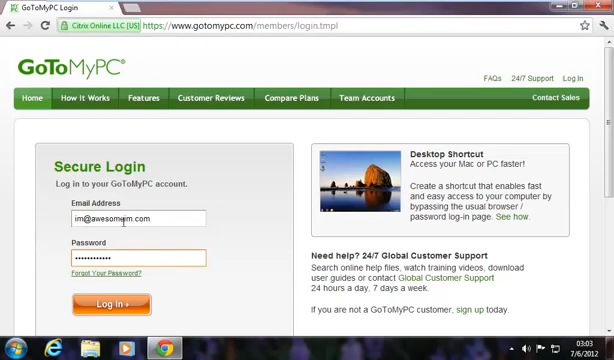 GoToMyPC Login
Citrix Online LLC [US]
https://www.gotomypc.com/members/login.tmpl
GoToMyPC®
FAQs 24/7 Support Log In
Home How It Works Features Customer Reviews Compare Plans Team Accounts Contact Sales
Secure Login
Log in to your GoToMyPC account.
Email Address
Password
••••••••••••
Forgot Your Password?
Log In
Desktop Shortcut
Access your Mac or PC faster!
Create a shortcut that enables fast
and easy access to your computer by
bypassing the usual browser /
password log-in page. See how.
Need help? 24/7 Global Customer Support
Search online help files, watch training videos, download
user guides or contact Global Customer Support
24 hours a day, 7 days a week.
If you are not a GoToMyPC customer, sign up today.
03:03
7/6/2012